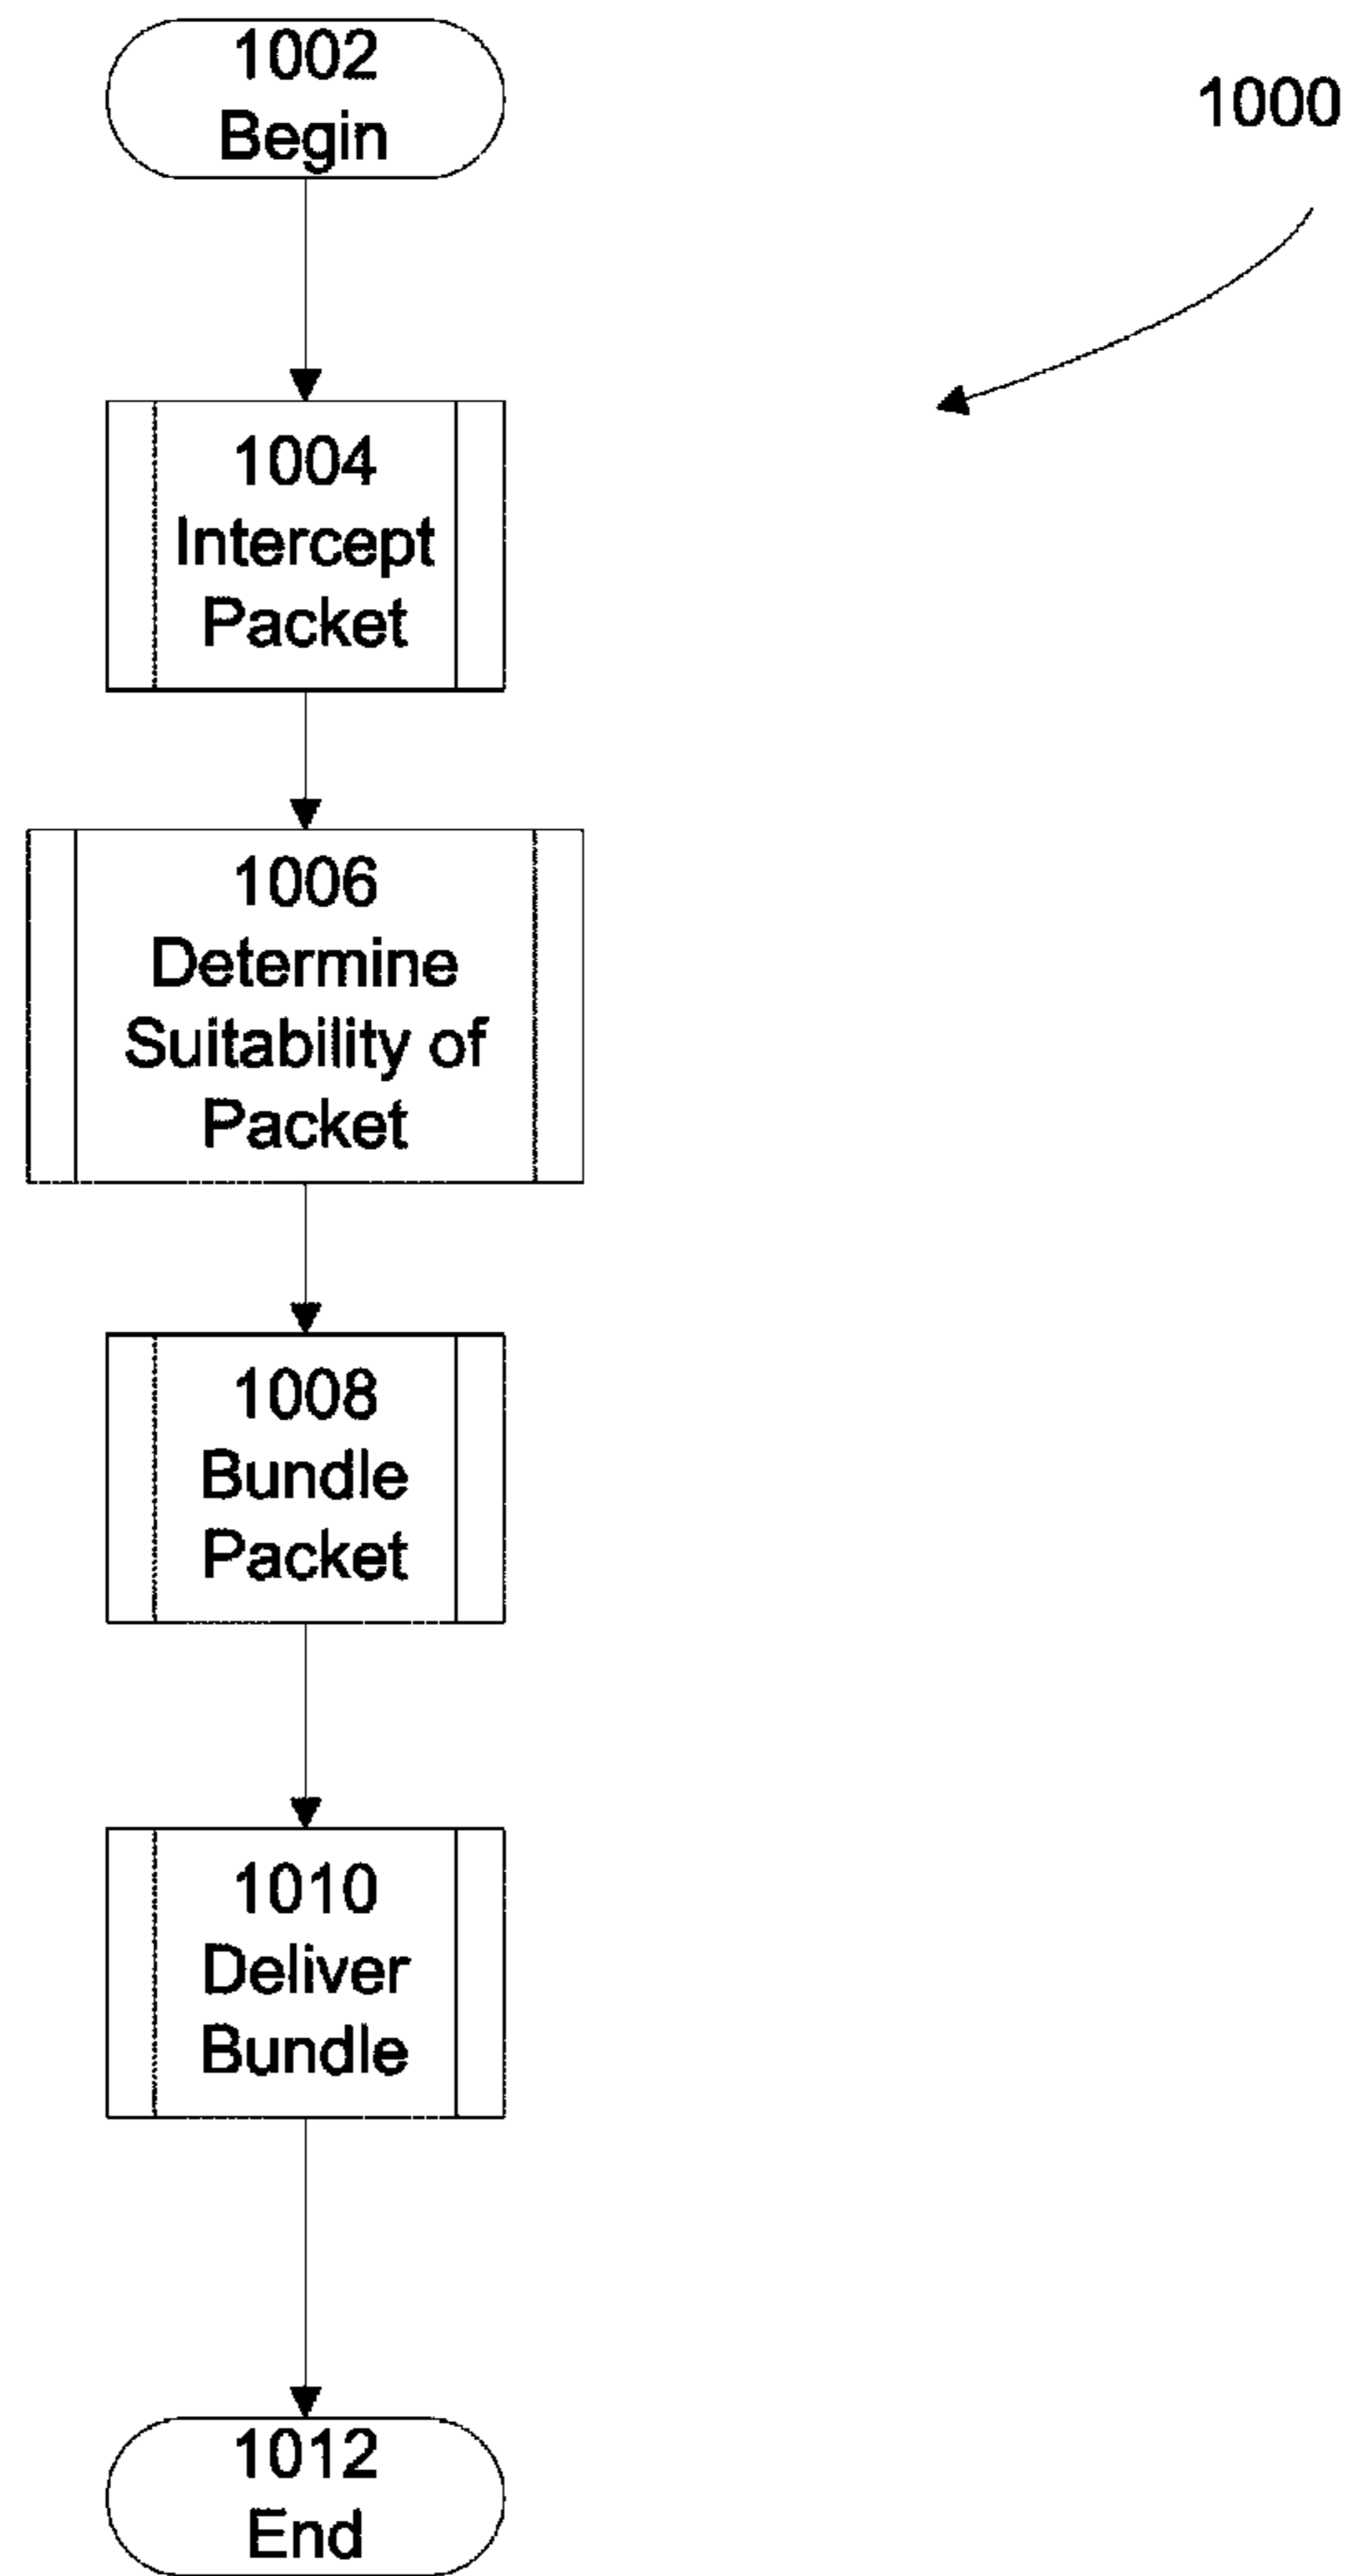 1002
Begin
1000
1004
Intercept
Packet
1006
Determine
Suitability of
Packet
1008
Bundle
Packet
1010
Deliver
Bundle
1012
End